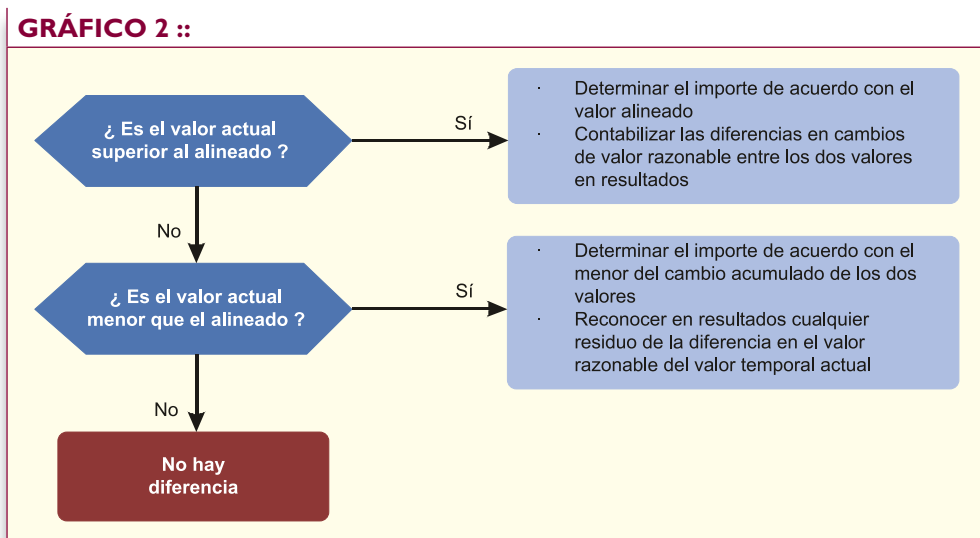 GRÁFICO 2 ::
¿ Es el valor actual
superior al alineado ?
Sí
· Determinar el importe de acuerdo con el
valor alineado
· Contabilizar las diferencias en cambios
de valor razonable entre los dos valores
en resultados
No
¿ Es el valor actual
menor que el alineado ?
Sí
· Determinar el importe de acuerdo con el
menor del cambio acumulado de los dos
valores
· Reconocer en resultados cualquier
residuo de la diferencia en el valor
razonable del valor temporal actual
No
No hay
diferencia